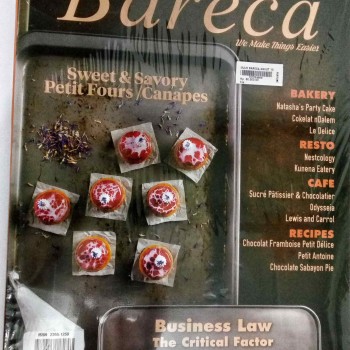 Bareca
We Make Things Easier
Sweet & Savory
Petit Fours /Canapes
BAKERY
Natasha's Party Cake
Cokelat nDalem
Le Delice
RESTO
Nestcology
Kunena Eatery
CAFE
Sucré Pâtissier & Chocolatier
Odysseia
Lewis and Carrol
RECIPES
Chocolat Framboise Petit Délice
Petit Antoine
Chocolate Sabayon Pie
Business Law
The Critical Factor